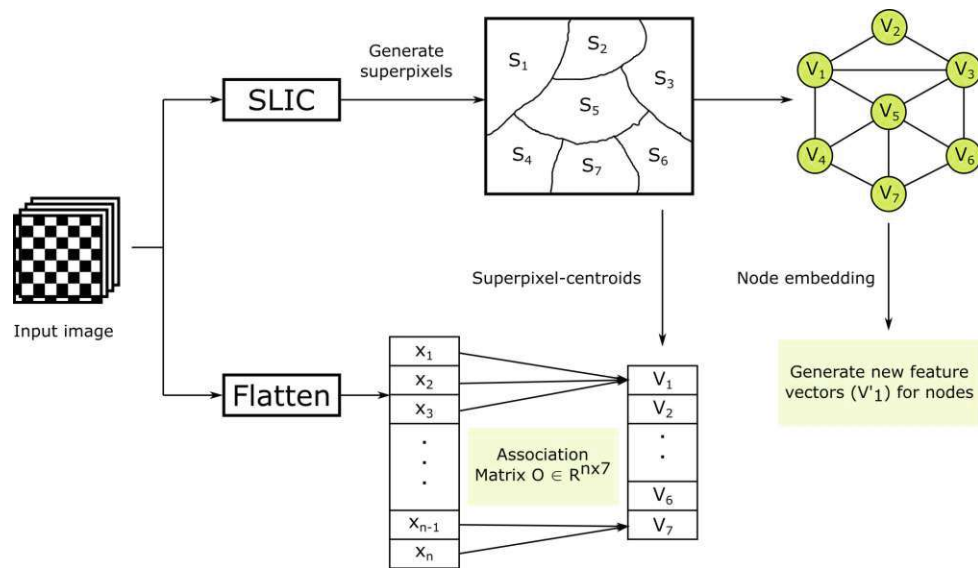 Generate
superpixels
SLIC
S1
S2
S3
S5
S4
S7
S6
V2
V1
V3
V5
V4
V6
V7
Input image
Superpixel-centroids
Node embedding
Flatten
x1
x2
x3
.
.
.
xn-1
xn
Association
Matrix O ∈ R^nx7
V1
V2
. .
.
V6
V7
Generate new feature
vectors (V'1) for nodes